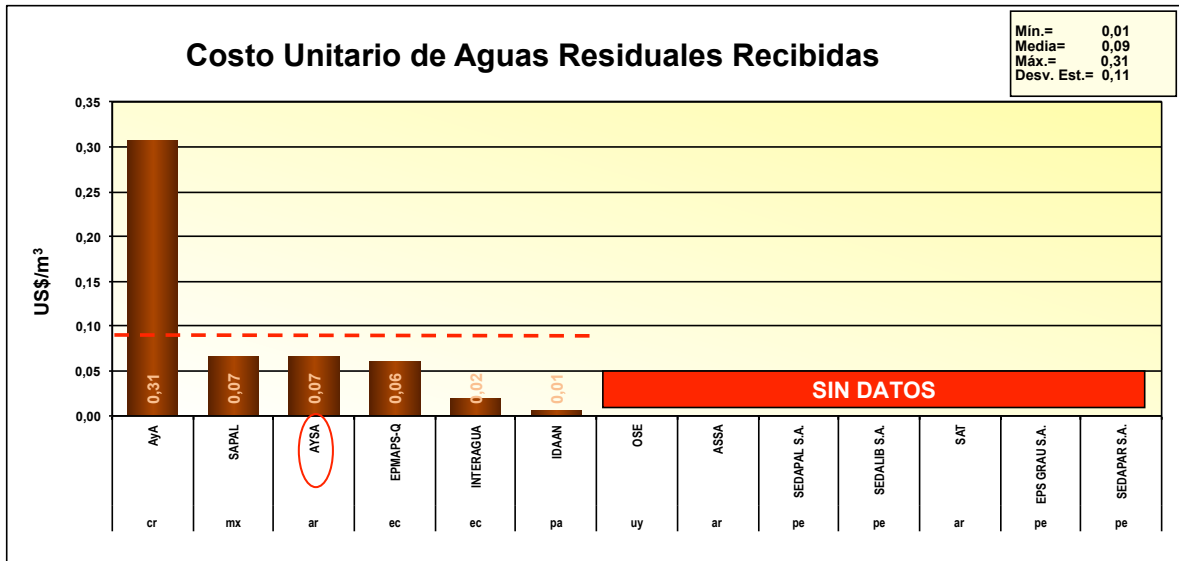 Costo Unitario de Aguas Residuales Recibidas
Mín.= 0,01
Media= 0,09
Máx.= 0,31
Desv. Est.= 0,11
US$/m³
0,35
0,30
0,25
0,20
0,15
0,10
0,05
0,00
0,31
0,07
0,07
0,06
0,02
0,01
SIN DATOS
AyA
SAPAL
AYSA
EPMAPS-Q
INTERAGUA
IDAAN
OSE
ASSA
SEDAPAL S.A.
SEDALIB S.A.
SAT
EPS GRAU S.A.
SEDAPAR S.A.
cr mx ar ec ec pa uy ar pe pe ar pe pe